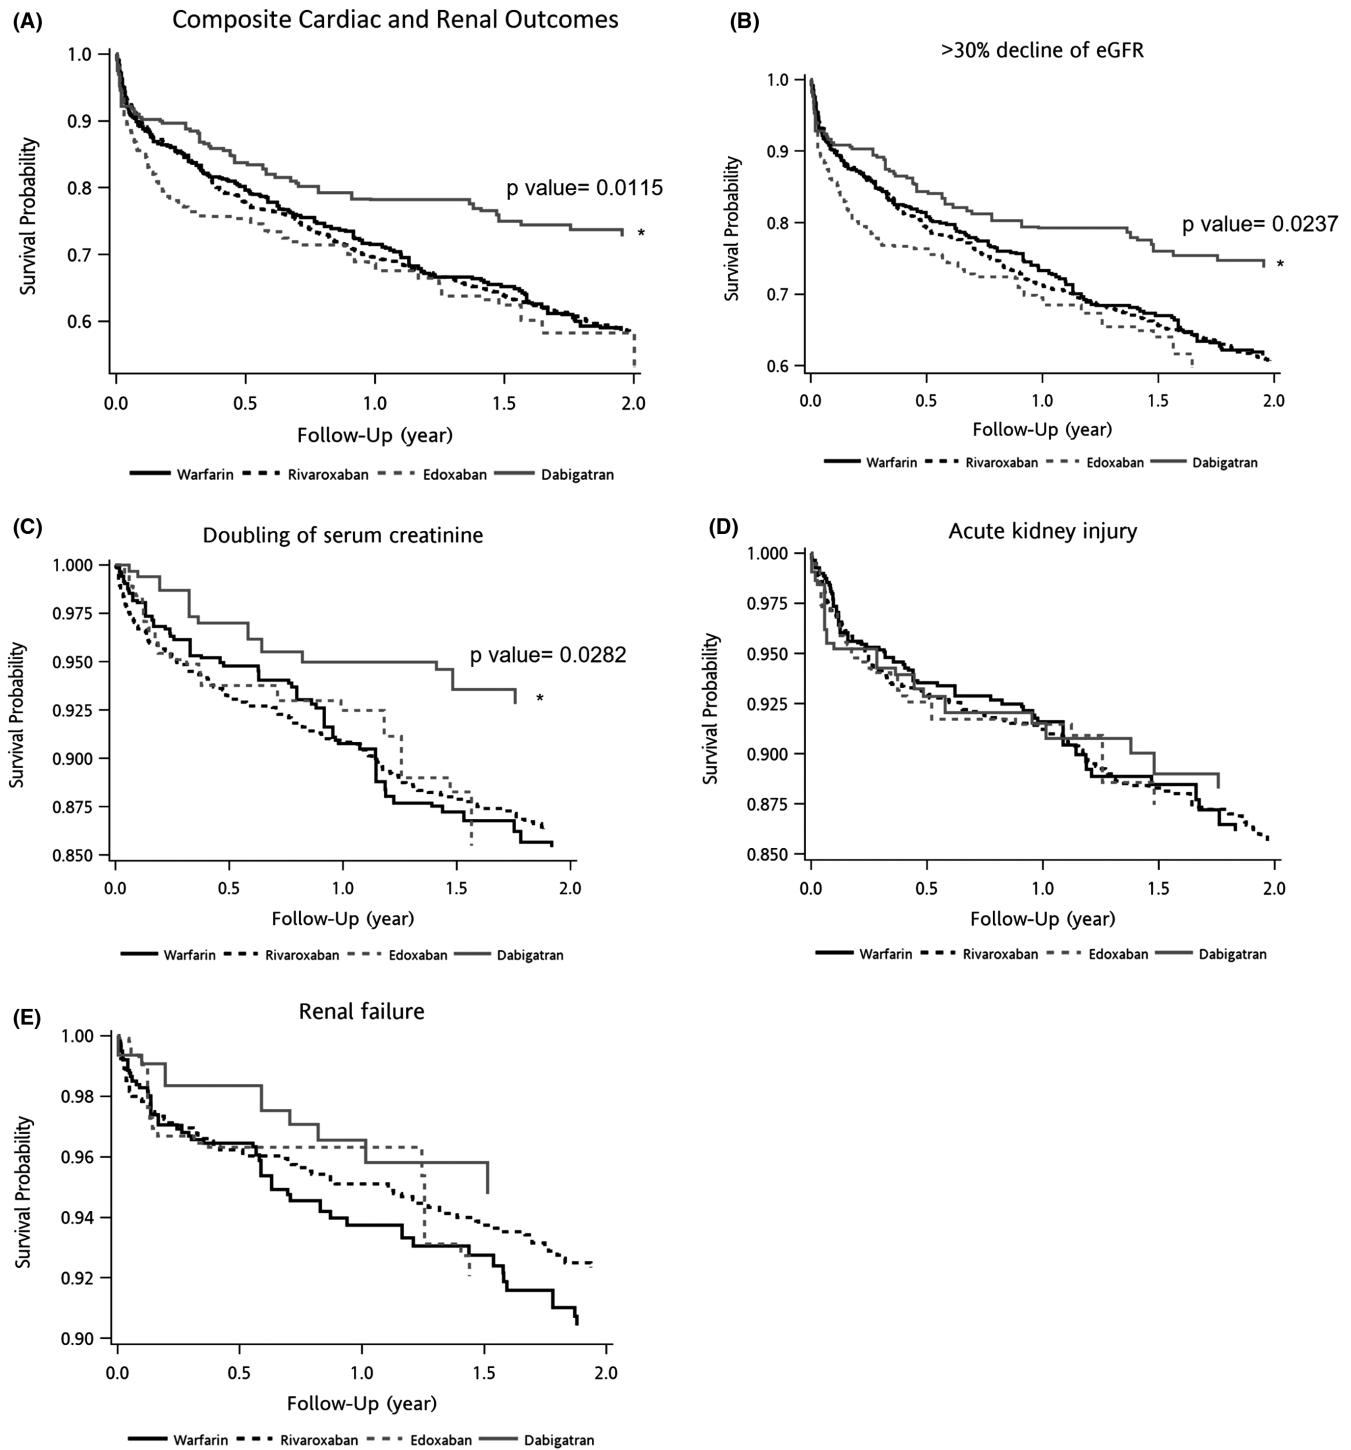 (A)
Composite Cardiac and Renal Outcomes
Survival Probability
1.0
0.9
0.8
0.7
0.6
p value= 0.0115
*
0.0 0.5 1.0 1.5 2.0
Follow-Up (year)
Warfarin Rivaroxaban Edoxaban Dabigatran
(B)
>30% decline of eGFR
Survival Probability
1.0
0.9
0.8
0.7
0.6
p value= 0.0237
*
0.0 0.5 1.0 1.5 2.0
Follow-Up (year)
Warfarin Rivaroxaban Edoxaban Dabigatran
(C)
Doubling of serum creatinine
Survival Probability
1.000
0.975
0.950
0.925
0.900
0.875
0.850
p value= 0.0282
*
0.0 0.5 1.0 1.5 2.0
Follow-Up (year)
Warfarin Rivaroxaban Edoxaban Dabigatran
(D)
Acute kidney injury
Survival Probability
1.000
0.975
0.950
0.925
0.900
0.875
0.850
0.0 0.5 1.0 1.5 2.0
Follow-Up (year)
Warfarin Rivaroxaban Edoxaban Dabigatran
(E)
Renal failure
Survival Probability
1.00
0.98
0.96
0.94
0.92
0.90
0.0 0.5 1.0 1.5 2.0
Follow-Up (year)
Warfarin Rivaroxaban Edoxaban Dabigatran